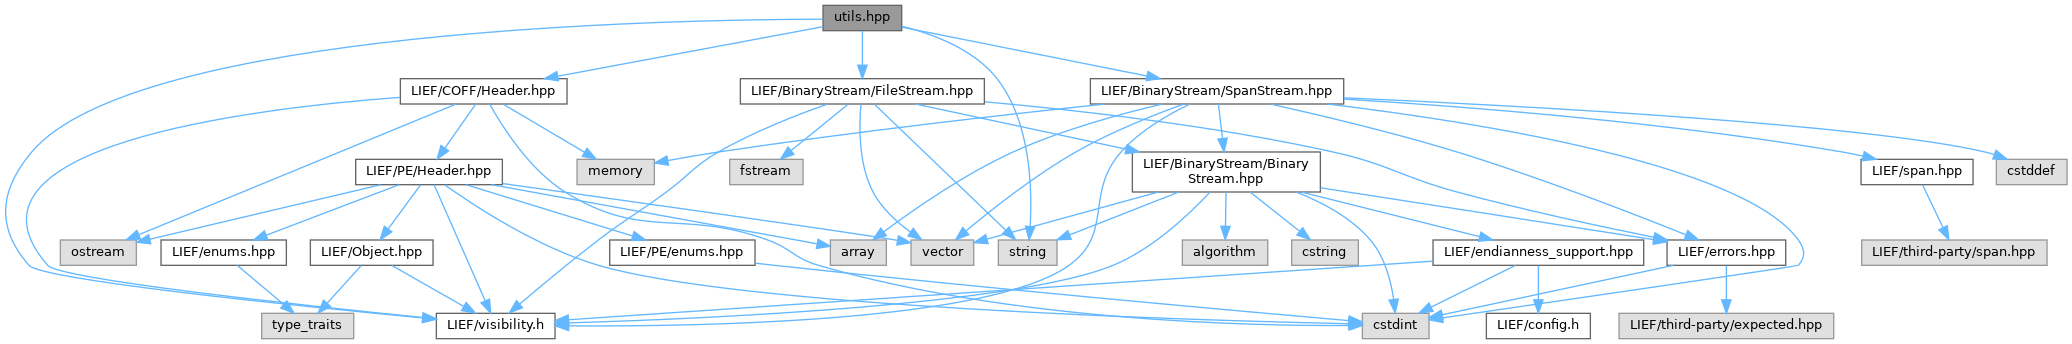 utils.hpp
LIEF/COFF/Header.hpp
LIEF/BinaryStream/FileStream.hpp
LIEF/BinaryStream/SpanStream.hpp
LIEF/PE/Header.hpp
memory
fstream
LIEF/BinaryStream/Binary
Stream.hpp
LIEF/span.hpp
cstddef
ostream
LIEF/enums.hpp
LIEF/Object.hpp
LIEF/PE/enums.hpp
array
vector
string
algorithm
cstring
LIEF/endianness_support.hpp
LIEF/errors.hpp
LIEF/third-party/span.hpp
type_traits
LIEF/visibility.h
cstdint
LIEF/config.h
LIEF/third-party/expected.hpp